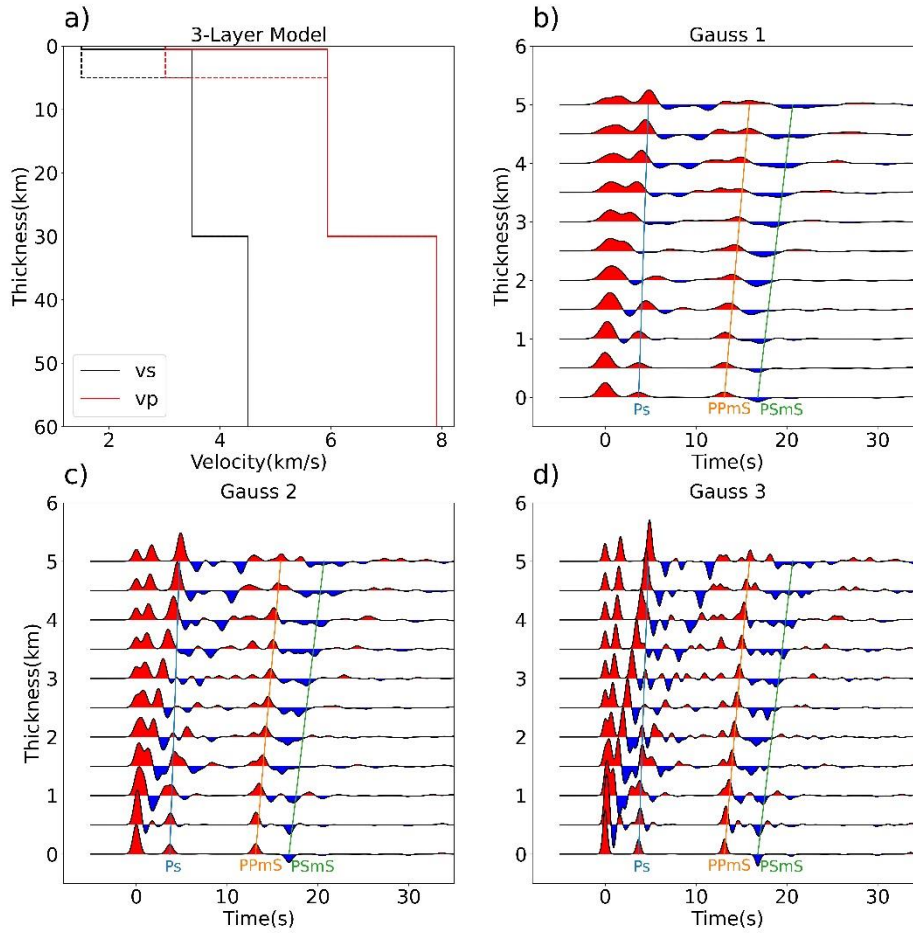 a)
3-Layer Model
0
10
20
30
40
50
60
Thickness(km)
vs
vp
2
4
6
8
Velocity(km/s)
b)
Gauss 1
6
5
4
3
2
1
0
Thickness(km)
Ps
PPmS
PSmS
0
10
20
30
Time(s)
c)
Gauss 2
6
5
4
3
2
1
0
Thickness(km)
Ps
PPmS
PSmS
0
10
20
30
Time(s)
d)
Gauss 3
6
5
4
3
2
1
0
Ps
PPmS
PSmS
0
10
20
30
Time(s)